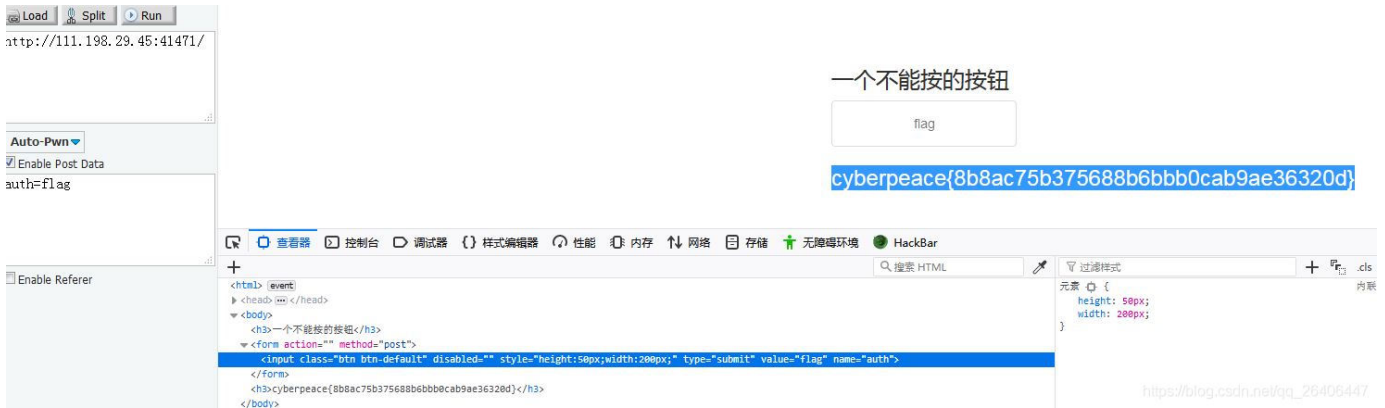 Load Split Run
http://111.198.29.45:41471/
Auto-Pwn
Enable Post Data
auth=flag
Enable Referer
一个不能按的按钮
flag
cyberpeace{8b8ac75b375688b6bbb0cab9ae36320d}
查看器 控制台 调试器 {} 样式编辑器 性能 内存 网络 存储 无障碍环境 HackBar
+ 搜索 HTML 过滤样式 + .cls
<html> event
<head> ... </head>
<body>
<h3>一个不能按的按钮</h3>
<form action="" method="post">
<input class="btn btn-default" disabled="" style="height:50px;width:200px;" type="submit" value="flag" name="auth">
</form>
<h3>cyberpeace{8b8ac75b375688b6bbb0cab9ae36320d}</h3>
</body>
元素 { 内联
height: 50px;
width: 200px;
}
https://blog.csdn.net/qq_26406447